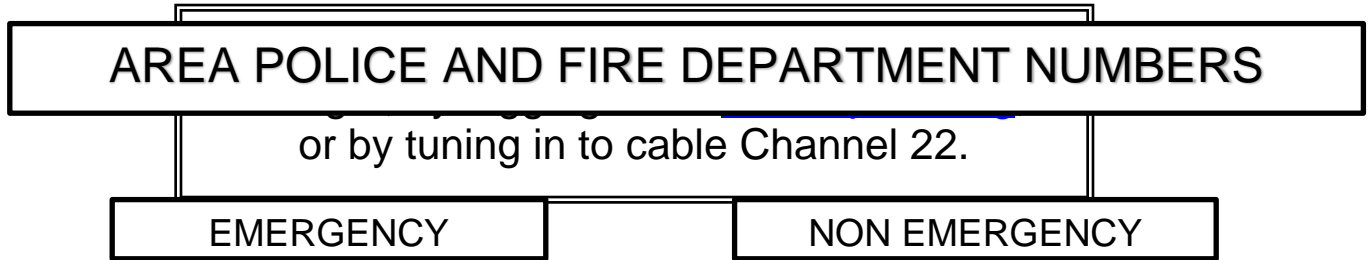 AREA POLICE AND FIRE DEPARTMENT NUMBERS
or by tuning in to cable Channel 22.
EMERGENCY
NON EMERGENCY